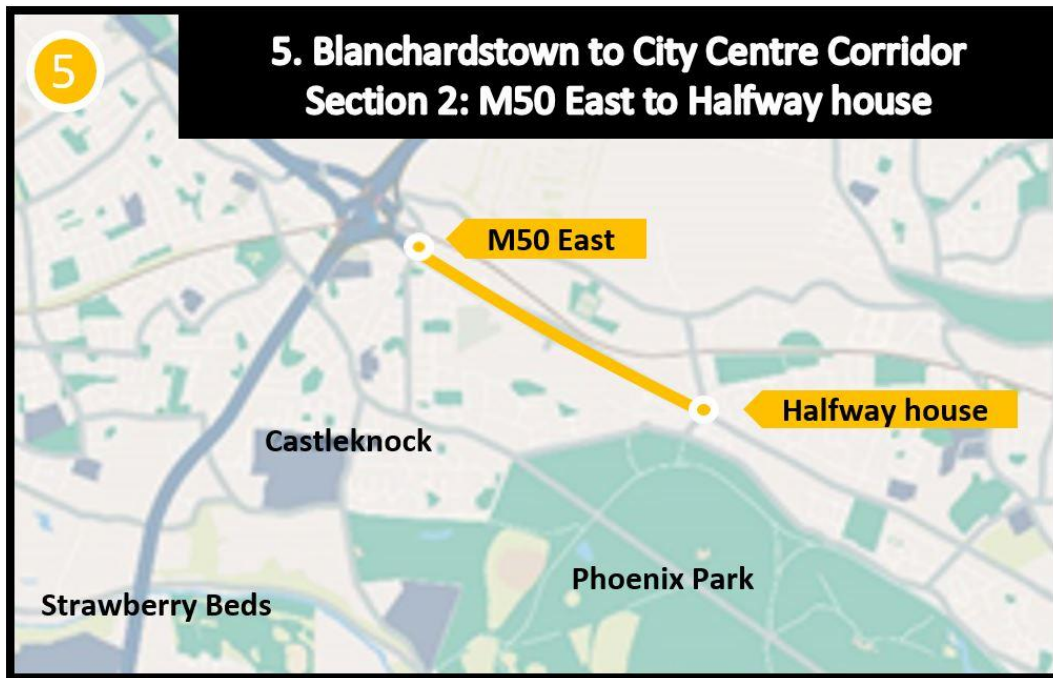 5
5. Blanchardstown to City Centre Corridor
Section 2: M50 East to Halfway house
M50 East
Halfway house
Castleknock
Phoenix Park
Strawberry Beds